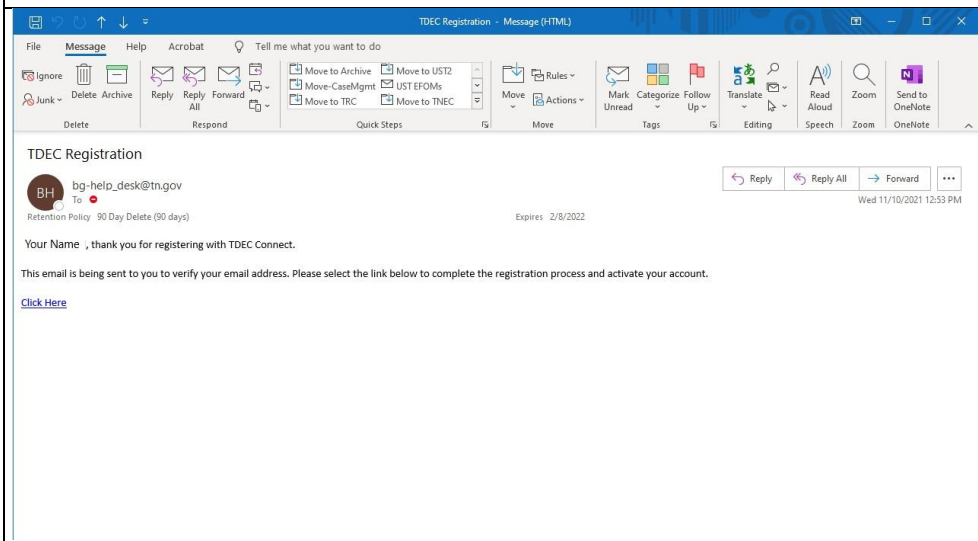 TDEC Registration - Message (HTML)
File Message Help Acrobat Tell me what you want to do
Ignore
Junk
Delete Archive
Reply Reply All Forward
Move to Archive Move to UST2
Move-CaseMgmt UST EFOMs
Move to TRC Move to TNEC
Move
Rules
Actions
Mark Unread Categorize Follow Up
Translate
Read Aloud
Zoom
Send to OneNote
Delete Respond Quick Steps Move Tags Editing Speech Zoom OneNote
TDEC Registration
BH
bg-help_desk@tn.gov
To
Reply Reply All Forward ...
Wed 11/10/2021 12:53 PM
Retention Policy 90 Day Delete (90 days) Expires 2/8/2022
Your Name , thank you for registering with TDEC Connect.
This email is being sent to you to verify your email address. Please select the link below to complete the registration process and activate your account.
Click Here